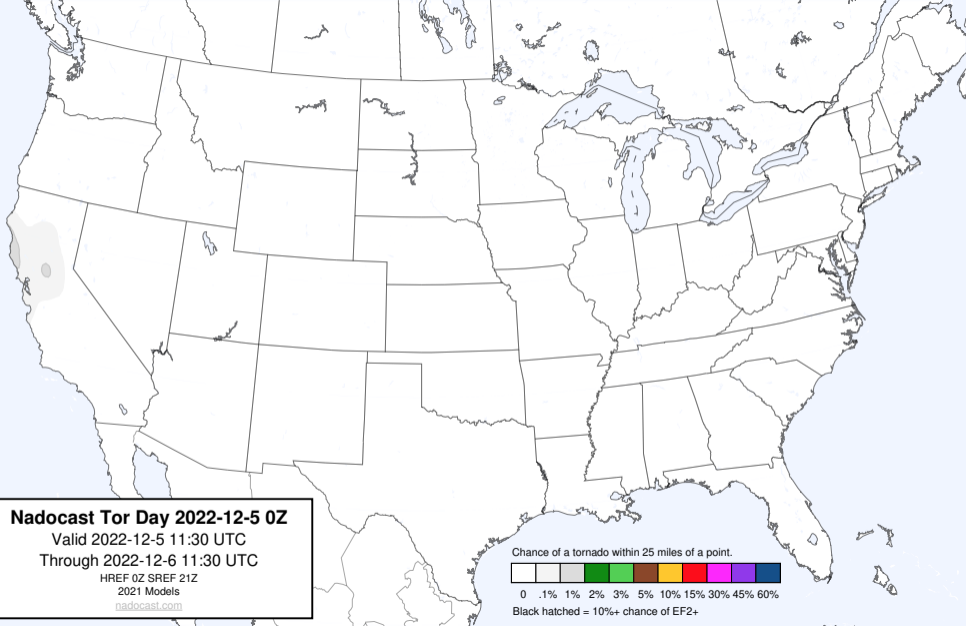 Nadocast Tor Day 2022-12-5 0Z
Valid 2022-12-5 11:30 UTC
Through 2022-12-6 11:30 UTC
HREF 0Z SREF 21Z
2021 Models
nadocast.com
Chance of a tornado within 25 miles of a point.
0 .1% 1% 2% 3% 5% 10% 15% 30% 45% 60%
Black hatched = 10%+ chance of EF2+